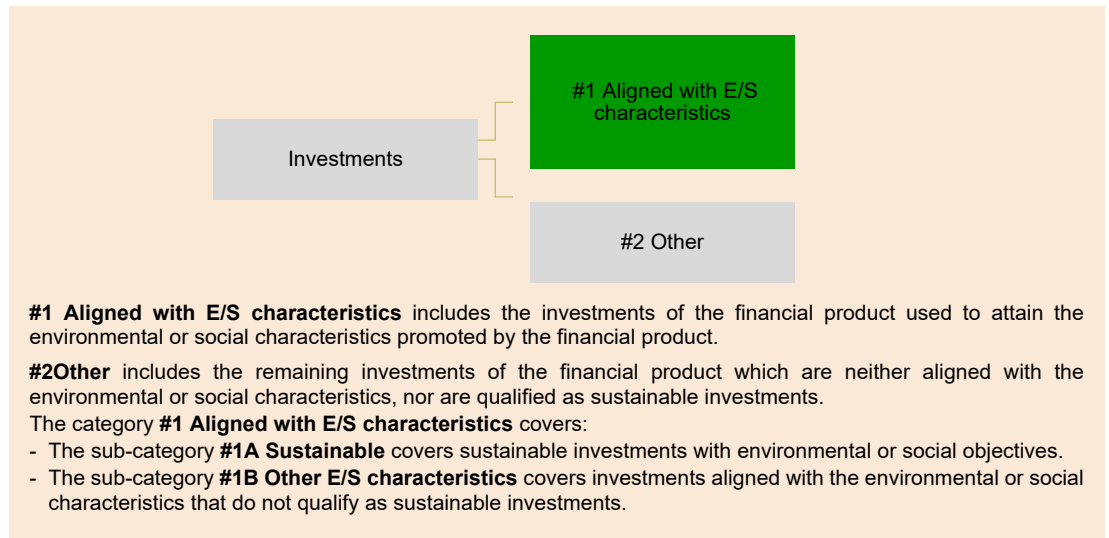 #1 Aligned with E/S
characteristics
Investments
#2 Other
#1 Aligned with E/S characteristics includes the investments of the financial product used to attain the
environmental or social characteristics promoted by the financial product.
#2Other includes the remaining investments of the financial product which are neither aligned with the
environmental or social characteristics, nor are qualified as sustainable investments.
The category #1 Aligned with E/S characteristics covers:
- The sub-category #1A Sustainable covers sustainable investments with environmental or social objectives.
- The sub-category #1B Other E/S characteristics covers investments aligned with the environmental or social
characteristics that do not qualify as sustainable investments.